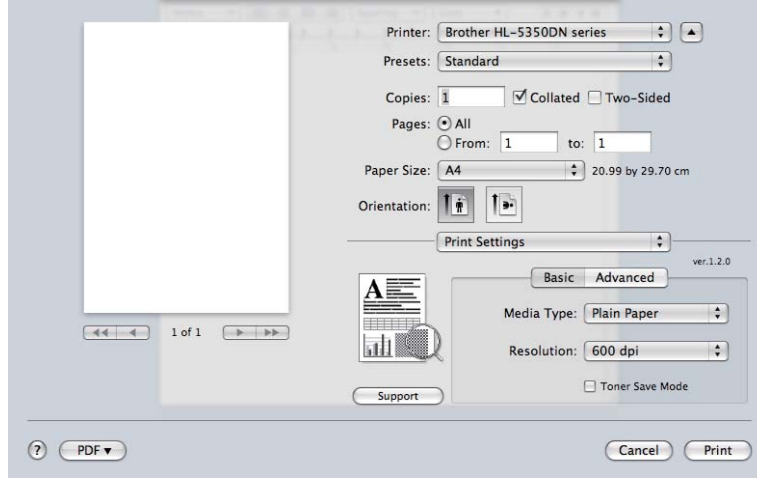 Printer: Brother HL-5350DN series
Presets: Standard
Copies: 1 Collated Two-Sided
Pages: All
From: 1 to: 1
Paper Size: A4 20.99 by 29.70 cm
Orientation:
Print Settings
ver.1.2.0
Basic Advanced
A
Media Type: Plain Paper
1 of 1
Resolution: 600 dpi
Toner Save Mode
Support
? PDF▼ Cancel Print